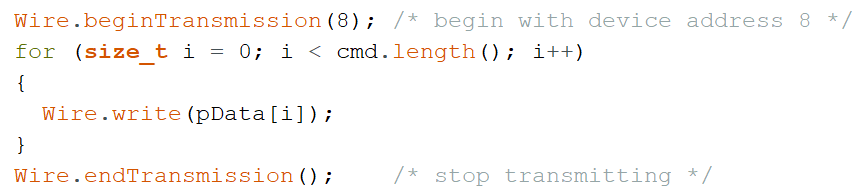 Wire.beginTransmission(8); /* begin with device address 8 */
for (size_t i = 0; i < cmd.length(); i++)
{
  Wire.write(pData[i]);
}
Wire.endTransmission();    /* stop transmitting */